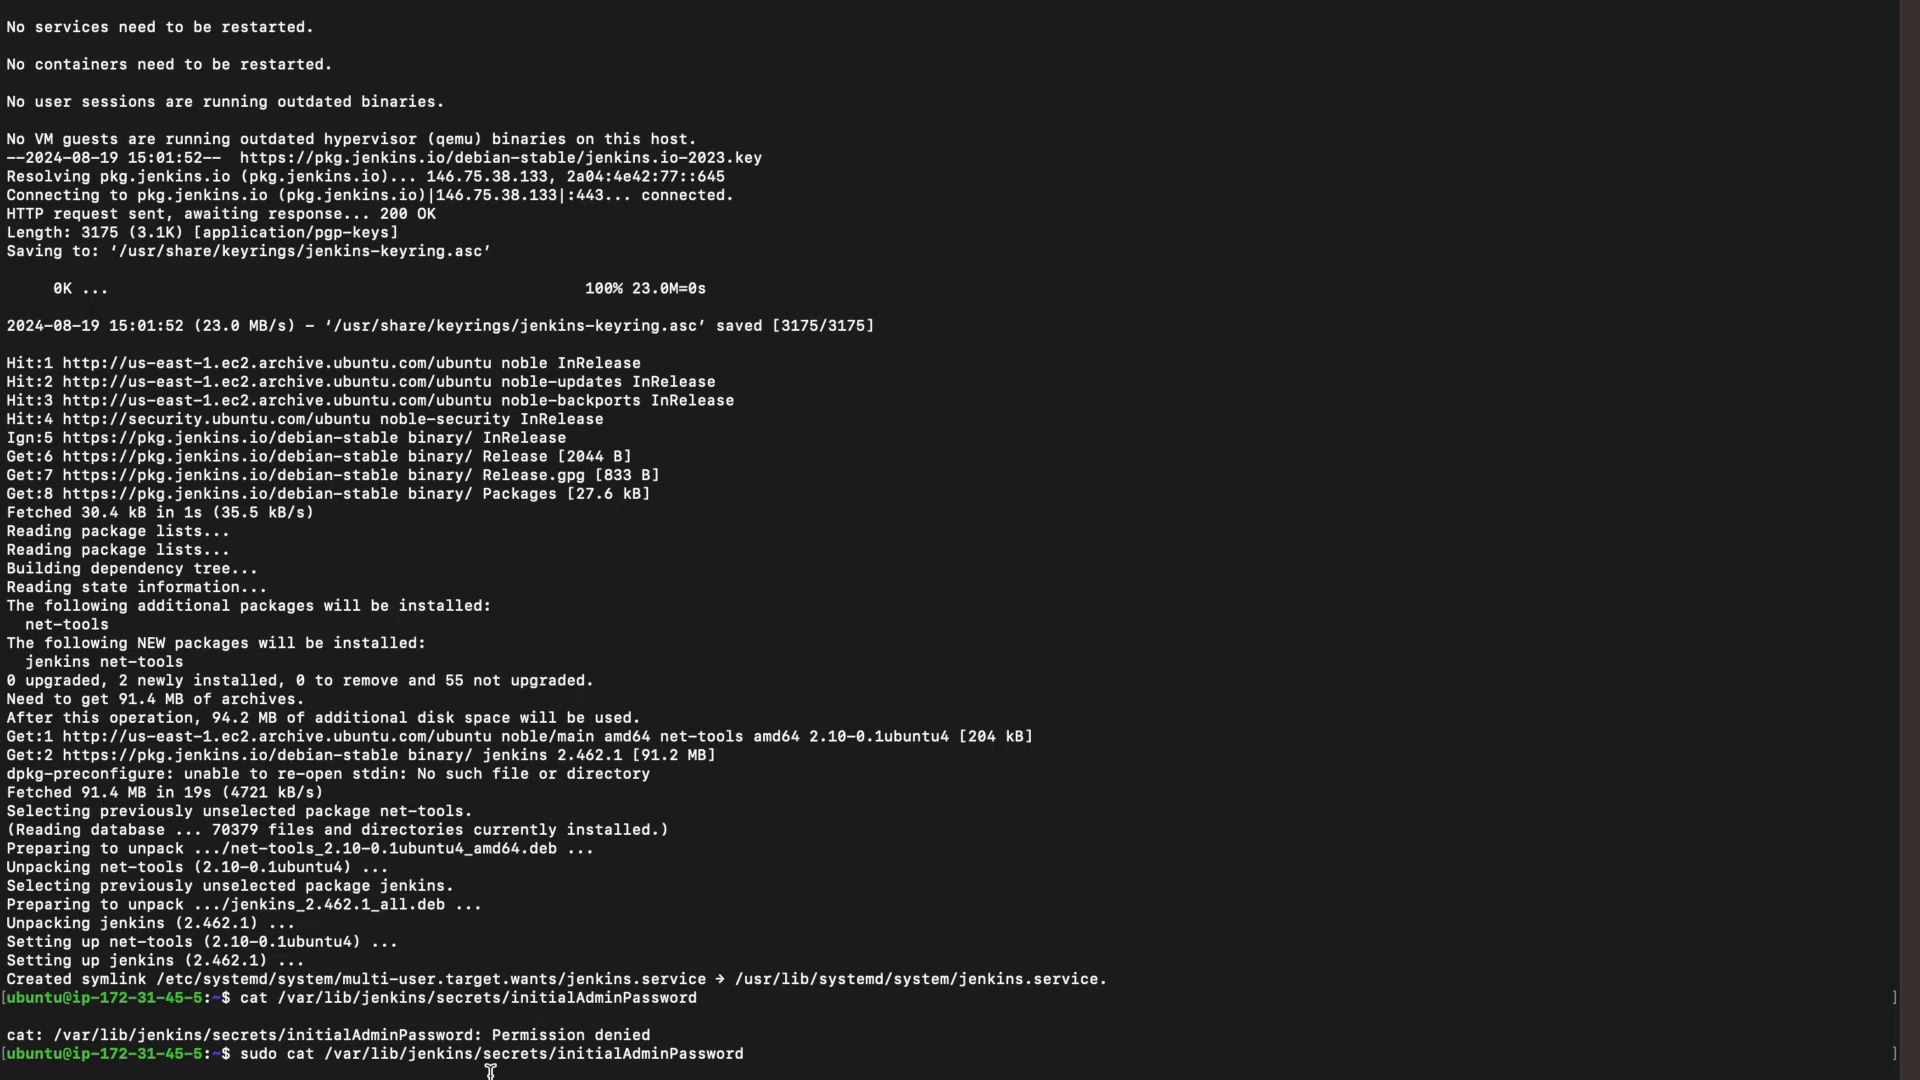 No services need to be restarted.
No containers need to be restarted.
No user sessions are running outdated binaries.
No VM guests are running outdated hypervisor (qemu) binaries on this host.
--2024-08-19 15:01:52--  https://pkg.jenkins.io/debian-stable/jenkins.io-2023.key
Resolving pkg.jenkins.io (pkg.jenkins.io)... 146.75.38.133, 2a04:4e42:77::645
Connecting to pkg.jenkins.io (pkg.jenkins.io)|146.75.38.133|:443... connected.
HTTP request sent, awaiting response... 200 OK
Length: 3175 (3.1K) [application/pgp-keys]
Saving to: ‘/usr/share/keyrings/jenkins-keyring.asc’
     0K ...                                                   100% 23.0M=0s
2024-08-19 15:01:52 (23.0 MB/s) - ‘/usr/share/keyrings/jenkins-keyring.asc’ saved [3175/3175]
Hit:1 http://us-east-1.ec2.archive.ubuntu.com/ubuntu noble InRelease
Hit:2 http://us-east-1.ec2.archive.ubuntu.com/ubuntu noble-updates InRelease
Hit:3 http://us-east-1.ec2.archive.ubuntu.com/ubuntu noble-backports InRelease
Hit:4 http://security.ubuntu.com/ubuntu noble-security InRelease
Ign:5 https://pkg.jenkins.io/debian-stable binary/ InRelease
Get:6 https://pkg.jenkins.io/debian-stable binary/ Release [2044 B]
Get:7 https://pkg.jenkins.io/debian-stable binary/ Release.gpg [833 B]
Get:8 https://pkg.jenkins.io/debian-stable binary/ Packages [27.6 kB]
Fetched 30.4 kB in 1s (35.5 kB/s)
Reading package lists...
Reading package lists...
Building dependency tree...
Reading state information...
The following additional packages will be installed:
  net-tools
The following NEW packages will be installed:
  jenkins net-tools
0 upgraded, 2 newly installed, 0 to remove and 55 not upgraded.
Need to get 91.4 MB of archives.
After this operation, 94.2 MB of additional disk space will be used.
Get:1 http://us-east-1.ec2.archive.ubuntu.com/ubuntu noble/main amd64 net-tools amd64 2.10-0.1ubuntu4 [204 kB]
Get:2 https://pkg.jenkins.io/debian-stable binary/ jenkins 2.462.1 [91.2 MB]
dpkg-preconfigure: unable to re-open stdin: No such file or directory
Fetched 91.4 MB in 19s (4721 kB/s)
Selecting previously unselected package net-tools.
(Reading database ... 70379 files and directories currently installed.)
Preparing to unpack .../net-tools_2.10-0.1ubuntu4_amd64.deb ...
Unpacking net-tools (2.10-0.1ubuntu4) ...
Selecting previously unselected package jenkins.
Preparing to unpack .../jenkins_2.462.1_all.deb ...
Unpacking jenkins (2.462.1) ...
Setting up net-tools (2.10-0.1ubuntu4) ...
Setting up jenkins (2.462.1) ...
Created symlink /etc/systemd/system/multi-user.target.wants/jenkins.service → /usr/lib/systemd/system/jenkins.service.
[ubuntu@ip-172-31-45-5:~$ cat /var/lib/jenkins/secrets/initialAdminPassword ]
cat: /var/lib/jenkins/secrets/initialAdminPassword: Permission denied
[ubuntu@ip-172-31-45-5:~$ sudo cat /var/lib/jenkins/secrets/initialAdminPassword ]